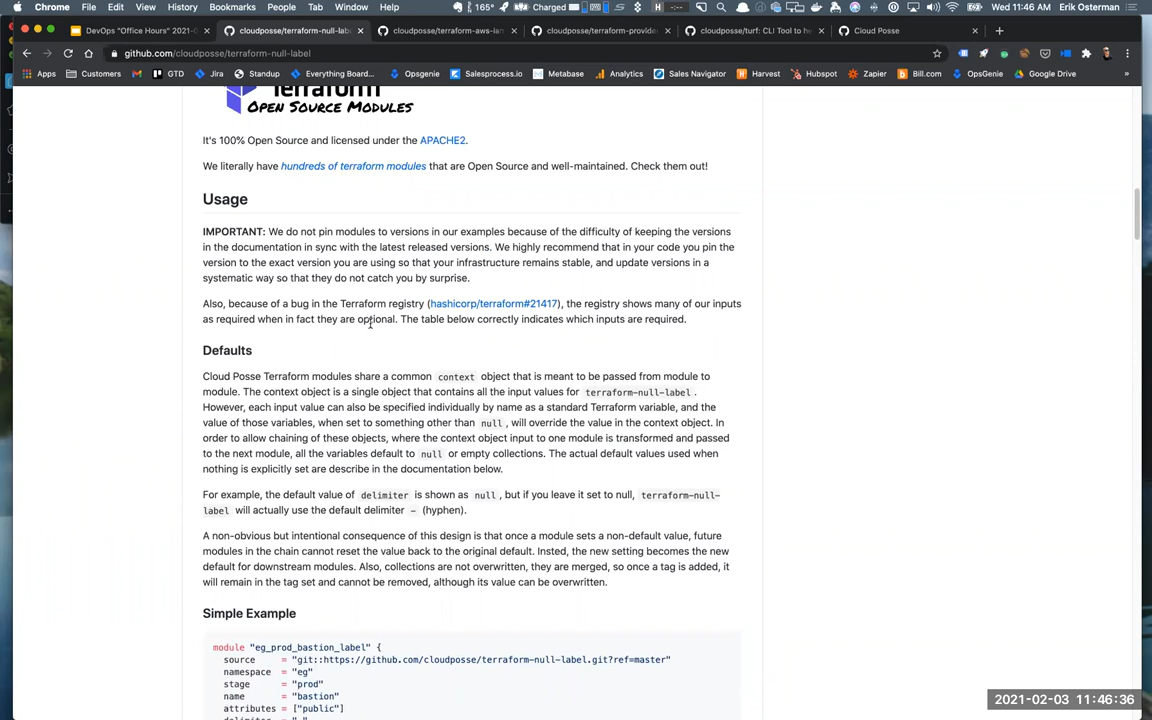 Chrome File Edit View History Bookmarks People Tab Window Help 165° Charged H Wed 11:46 AM Erik Osterman
DevOps "Office Hours" 2021-0 cloudposse/terraform-null-lab cloudposse/terraform-aws-lan cloudposse/terraform-provide cloudposse/turf: CLI Tool to he Cloud Posse
github.com/cloudposse/terraform-null-label
Apps Customers GTD Jira Standup Everything Board... Opsgenie Salesprocess.io Metabase Analytics Sales Navigator Harvest Hubspot Zapier Bill.com OpsGenie Google Drive »
Terraform
OPEN SOURCE MODULES
It's 100% Open Source and licensed under the APACHE2.
We literally have hundreds of terraform modules that are Open Source and well-maintained. Check them out!
Usage
IMPORTANT: We do not pin modules to versions in our examples because of the difficulty of keeping the versions
in the documentation in sync with the latest released versions. We highly recommend that in your code you pin the
version to the exact version you are using so that your infrastructure remains stable, and update versions in a
systematic way so that they do not catch you by surprise.
Also, because of a bug in the Terraform registry (hashicorp/terraform#21417), the registry shows many of our inputs
as required when in fact they are optional. The table below correctly indicates which inputs are required.
Defaults
Cloud Posse Terraform modules share a common context object that is meant to be passed from module to
module. The context object is a single object that contains all the input values for terraform-null-label .
However, each input value can also be specified individually by name as a standard Terraform variable, and the
value of those variables, when set to something other than null , will override the value in the context object. In
order to allow chaining of these objects, where the context object input to one module is transformed and passed
to the next module, all the variables default to null or empty collections. The actual default values used when
nothing is explicitly set are describe in the documentation below.
For example, the default value of delimiter is shown as null , but if you leave it set to null, terraform-null-
label will actually use the default delimiter - (hyphen).
A non-obvious but intentional consequence of this design is that once a module sets a non-default value, future
modules in the chain cannot reset the value back to the original default. Insted, the new setting becomes the new
default for downstream modules. Also, collections are not overwritten, they are merged, so once a tag is added, it
will remain in the tag set and cannot be removed, although its value can be overwritten.
Simple Example
module "eg_prod_bastion_label" {
source = "git::https://github.com/cloudposse/terraform-null-label.git?ref=master"
namespace = "eg"
stage = "prod"
name = "bastion"
attributes = ["public"]
2021-02-03 11:46:36